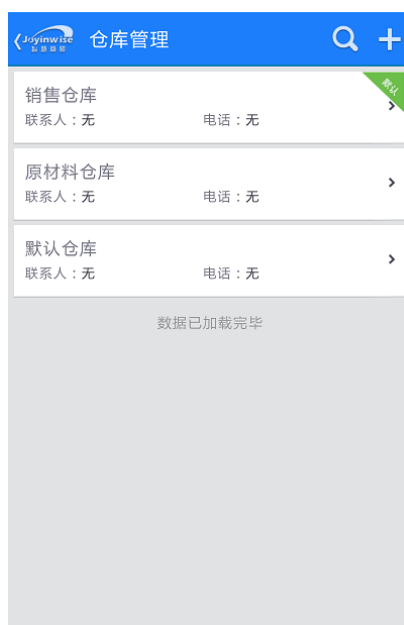 Joyinwise
仓库管理
销售仓库
默认
联系人：无 电话：无
原材料仓库
联系人：无 电话：无
默认仓库
联系人：无 电话：无
数据已加载完毕